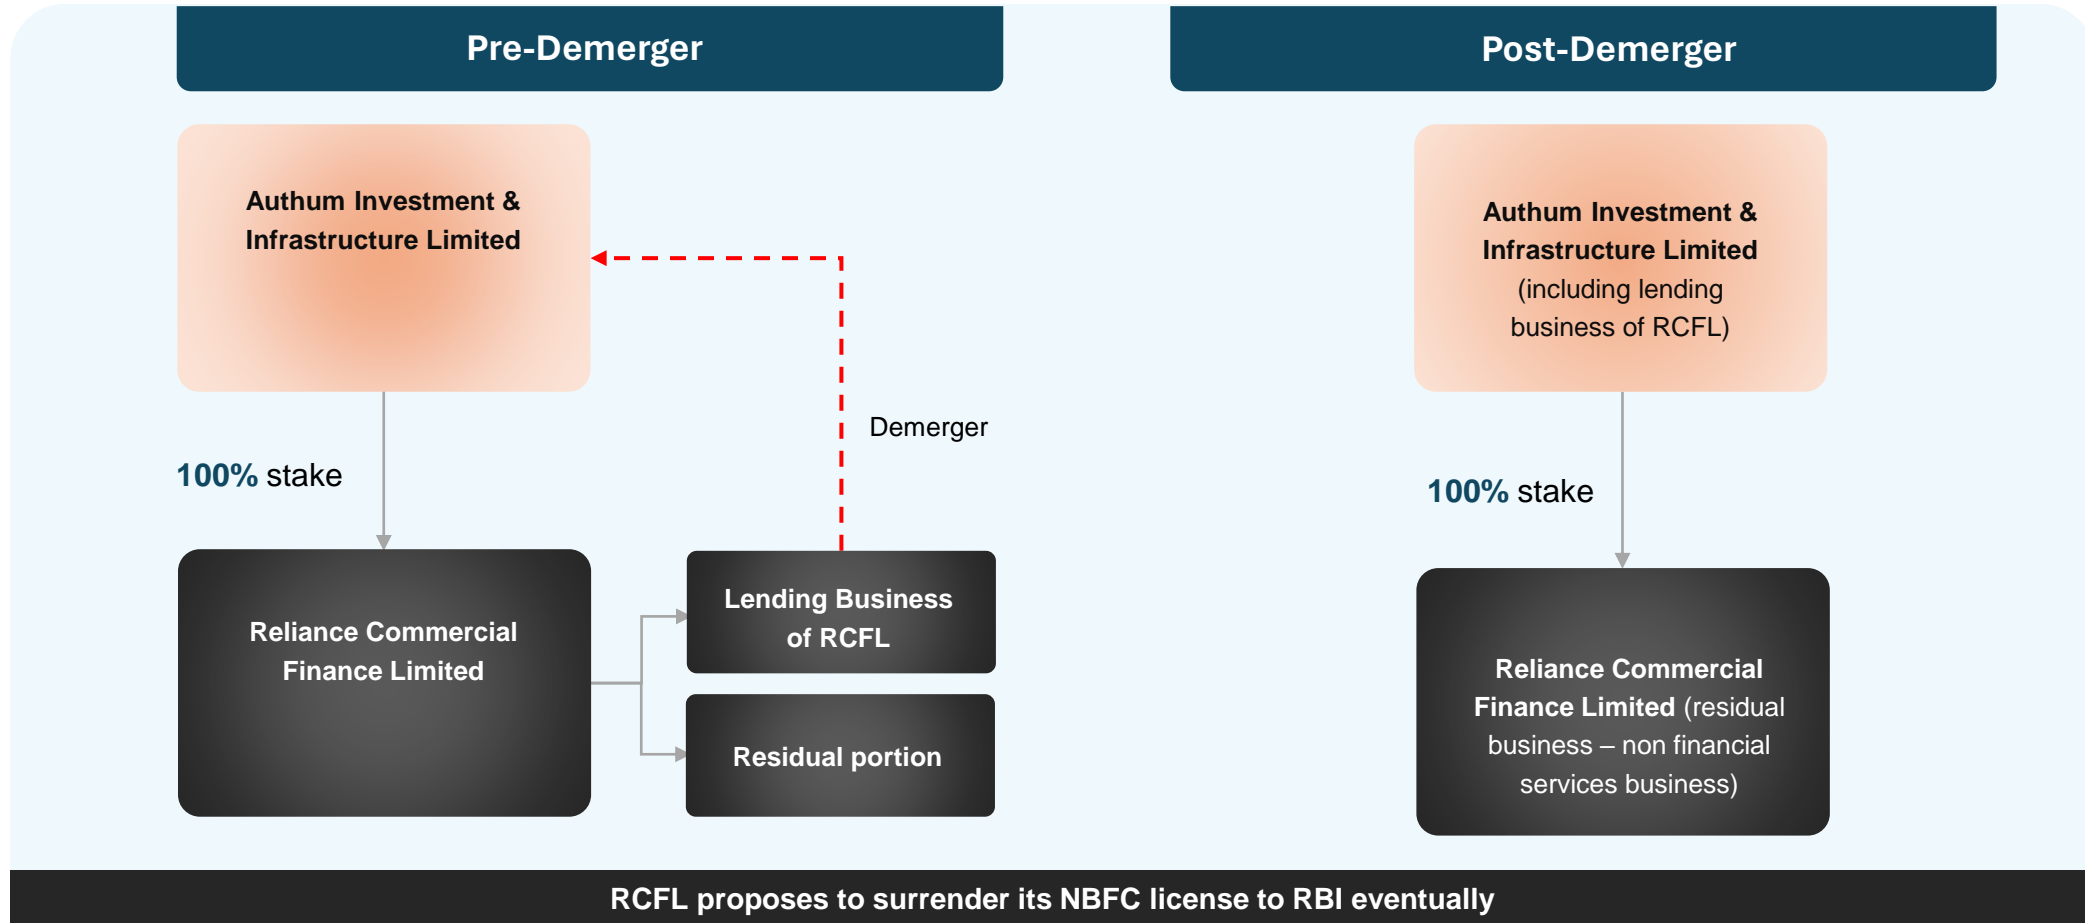 Pre-Demerger
Authum Investment &
Infrastructure Limited
Demerger
100% stake
Reliance Commercial
Finance Limited
Lending Business
of RCFL
Residual portion
Post-Demerger
Authum Investment &
Infrastructure Limited
(including lending
business of RCFL)
100% stake
Reliance Commercial
Finance Limited (residual
business – non financial
services business)
RCFL proposes to surrender its NBFC license to RBI eventually